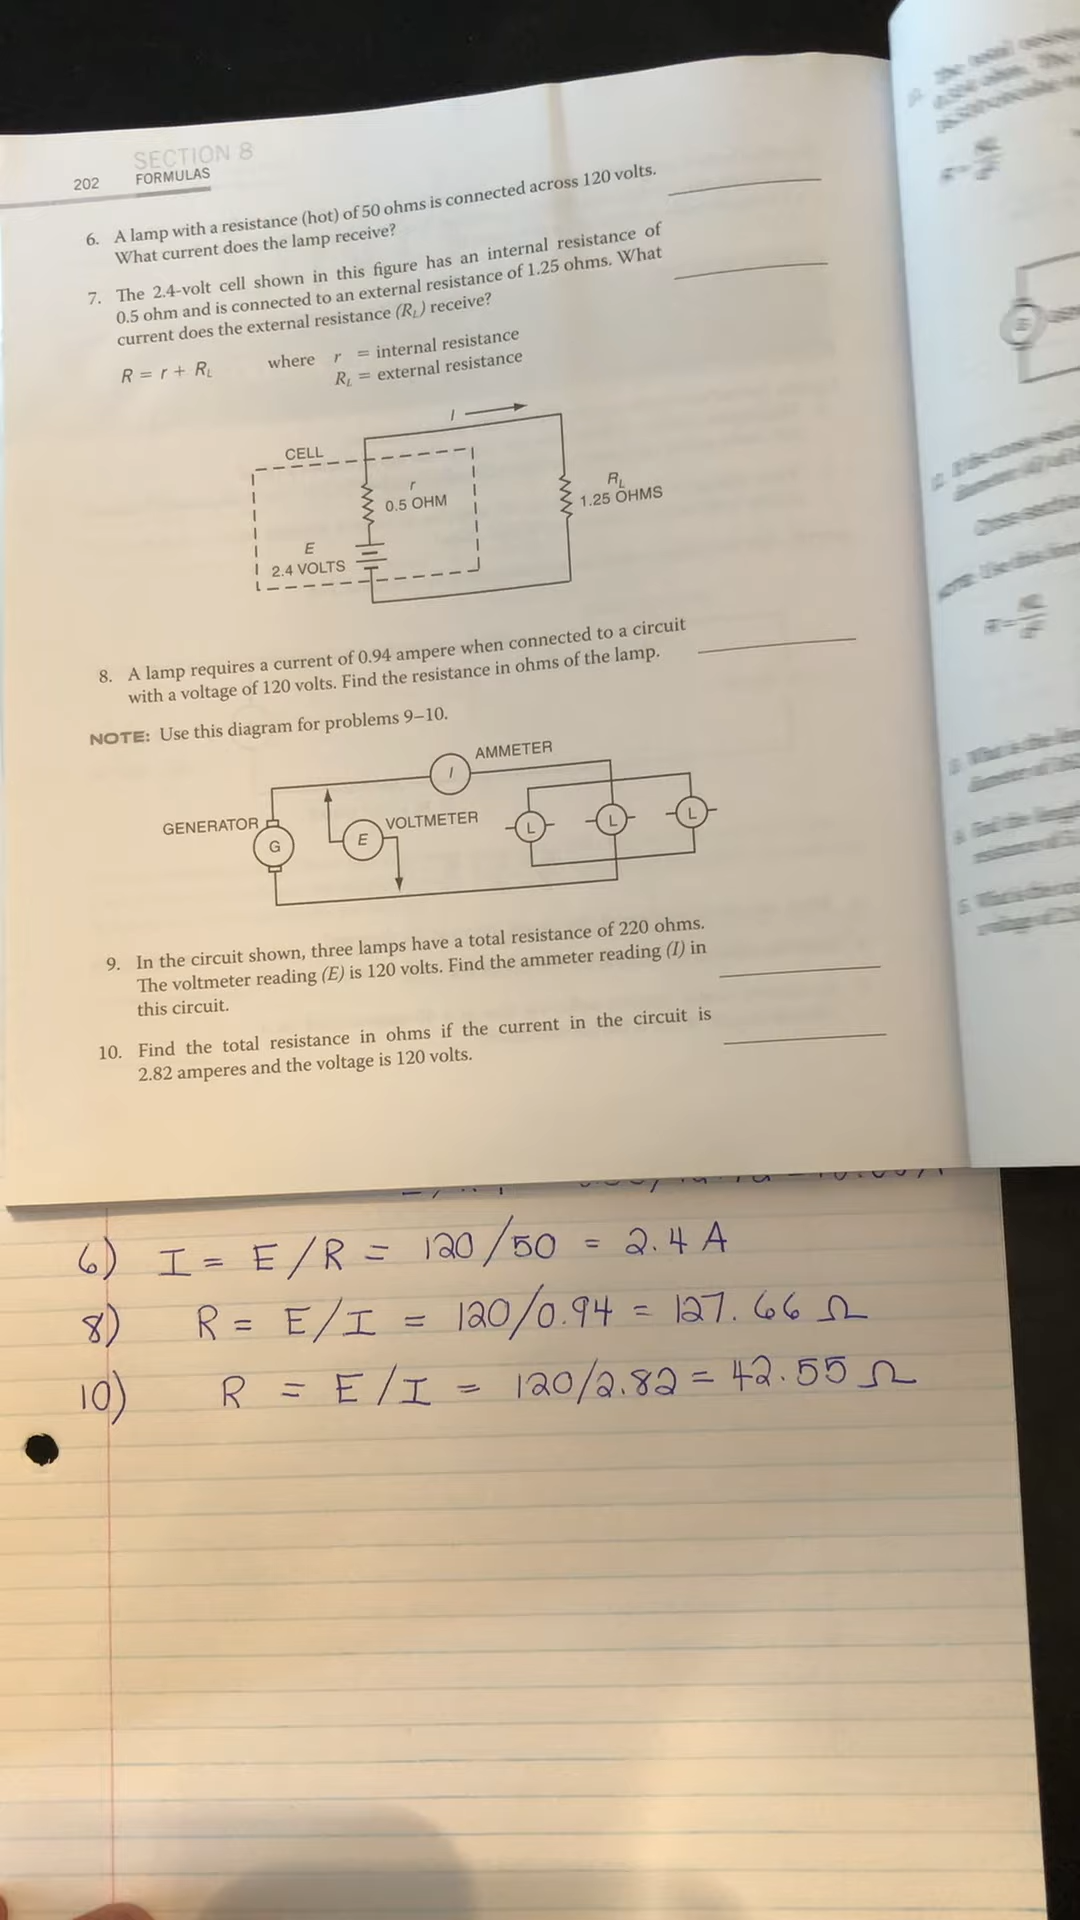 SECTION 8
202 FORMULAS
6. A lamp with a resistance (hot) of 50 ohms is connected across 120 volts.
What current does the lamp receive?
7. The 2.4-volt cell shown in this figure has an internal resistance of
0.5 ohm and is connected to an external resistance of 1.25 ohms. What
current does the external resistance (R_L) receive?
R = r + R_L where r = internal resistance
R_L = external resistance
I
CELL
r
0.5 OHM
R_L
1.25 OHMS
E
2.4 VOLTS
8. A lamp requires a current of 0.94 ampere when connected to a circuit
with a voltage of 120 volts. Find the resistance in ohms of the lamp.
NOTE: Use this diagram for problems 9–10.
AMMETER
I
GENERATOR
G
E
VOLTMETER
L
L
L
9. In the circuit shown, three lamps have a total resistance of 220 ohms.
The voltmeter reading (E) is 120 volts. Find the ammeter reading (I) in
this circuit.
10. Find the total resistance in ohms if the current in the circuit is
2.82 amperes and the voltage is 120 volts.
6) I = E/R = 120/50 = 2.4 A
8) R = E/I = 120/0.94 = 127.66 Ω
10) R = E/I = 120/2.82 = 42.55 Ω